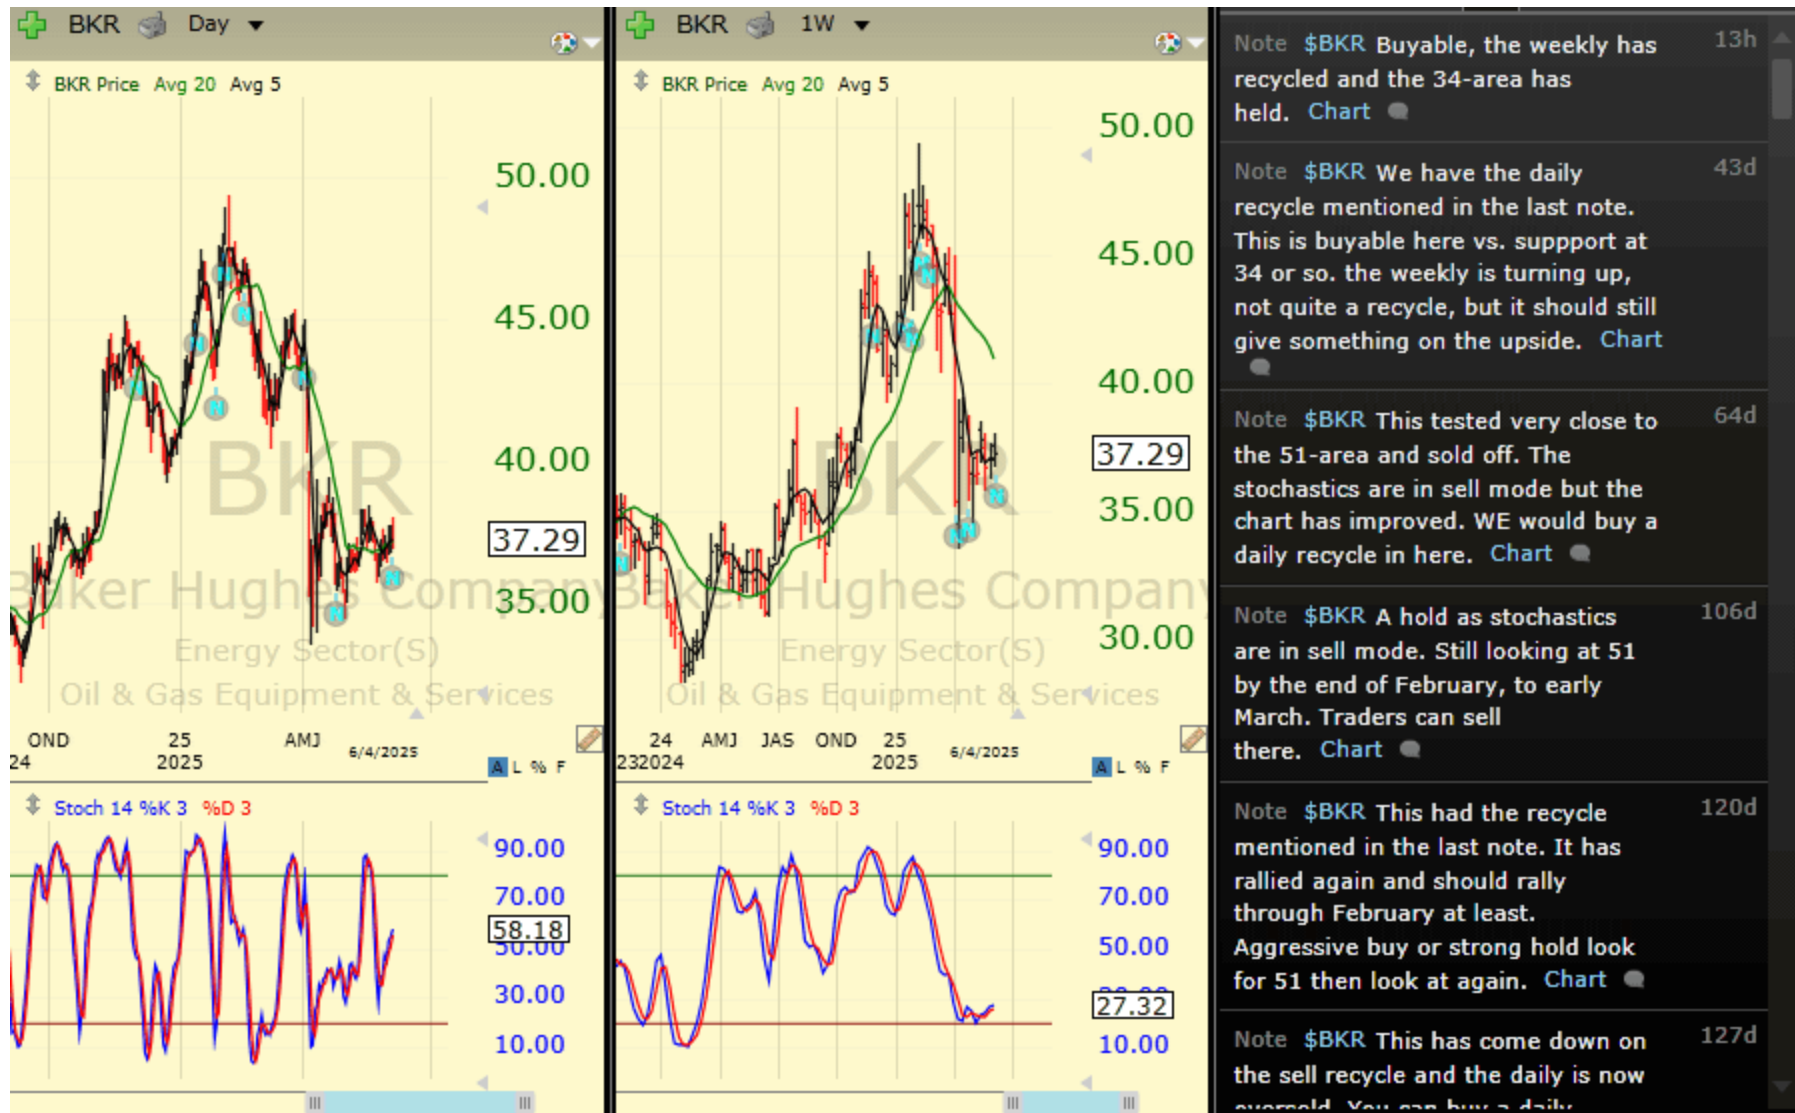 BKR Day
BKR Price Avg 20 Avg 5
50.00
45.00
40.00
37.29
35.00
BKR
Baker Hughes Company
Energy Sector(S)
Oil & Gas Equipment & Services
OND 25 AMJ 6/4/2025
24 2025
A L % F
Stoch 14 %K 3 %D 3
90.00
70.00
58.18
50.00
30.00
10.00
BKR 1W
BKR Price Avg 20 Avg 5
50.00
45.00
40.00
37.29
35.00
30.00
BKR
Baker Hughes Company
Energy Sector(S)
Oil & Gas Equipment & Services
24 AMJ JAS OND 25 6/4/2025
232024 2025
A L % F
Stoch 14 %K 3 %D 3
90.00
70.00
50.00
27.32
10.00
Note $BKR Buyable, the weekly has 13h
recycled and the 34-area has
held. Chart
Note $BKR We have the daily 43d
recycle mentioned in the last note.
This is buyable here vs. suppport at
34 or so. the weekly is turning up,
not quite a recycle, but it should still
give something on the upside. Chart
Note $BKR This tested very close to 64d
the 51-area and sold off. The
stochastics are in sell mode but the
chart has improved. WE would buy a
daily recycle in here. Chart
Note $BKR A hold as stochastics 106d
are in sell mode. Still looking at 51
by the end of February, to early
March. Traders can sell
there. Chart
Note $BKR This had the recycle 120d
mentioned in the last note. It has
rallied again and should rally
through February at least.
Aggressive buy or strong hold look
for 51 then look at again. Chart
Note $BKR This has come down on 127d
the sell recycle and the daily is now
oversold. You can buy a daily